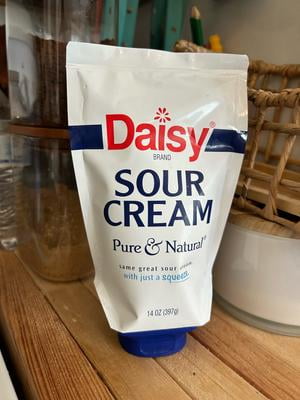 Daisy®
BRAND
SOUR
CREAM
Pure & Natural®
same great sour cream
with just a squeeze
14 OZ (397g)